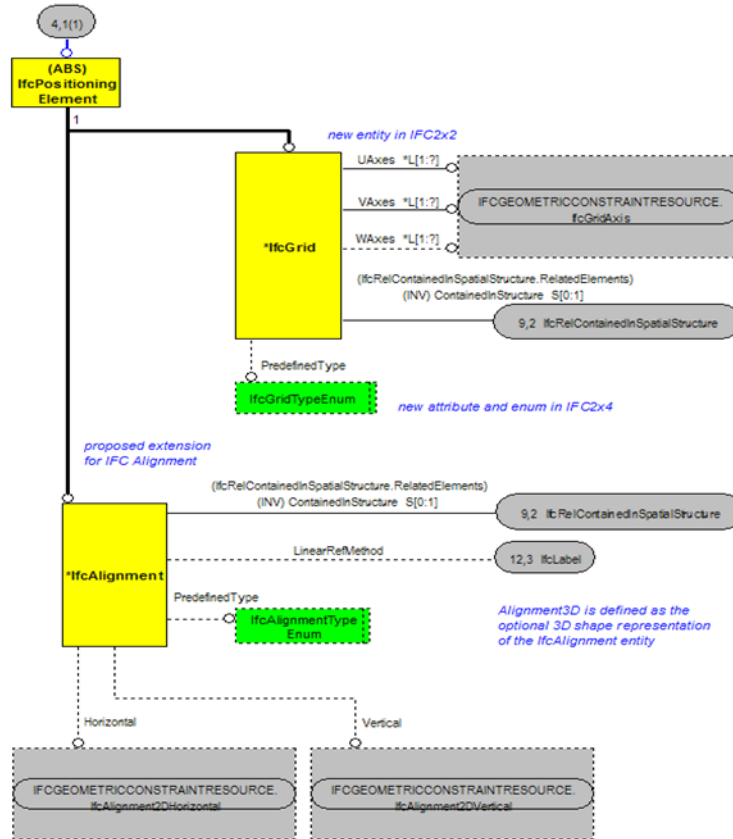 4,1(1)
(ABS)
IfcPositioning
Element
1
new entity in IFC2x2
UAxes *L[1:?]
IFCGEOMETRICCONSTRAINTRESOURCE.
IfcGridAxis
VAxes *L[1:?]
WAxes *L[1:?]
*IfcGrid
(IfcRelContainedInSpatialStructure.RelatedElements)
(INV) ContainedInStructure S[0:1]
9,2 IfcRelContainedInSpatialStructure
PredefinedType
IfcGridTypeEnum
new attribute and enum in IFC2x4
proposed extension
for IFC Alignment
(IfcRelContainedInSpatialStructure.RelatedElements)
(INV) ContainedInStructure S[0:1]
9,2 IfcRelContainedInSpatialStructure
LinearRefMethod
12,3 IfcLabel
*IfcAlignment
PredefinedType
IfcAlignmentType
Enum
Alignment3D is defined as the
optional 3D shape representation
of the IfcAlignment entity
Horizontal
Vertical
IFCGEOMETRICCONSTRAINTRESOURCE.
IfcAlignment2DHorizontal
IFCGEOMETRICCONSTRAINTRESOURCE.
IfcAlignment2DVertical